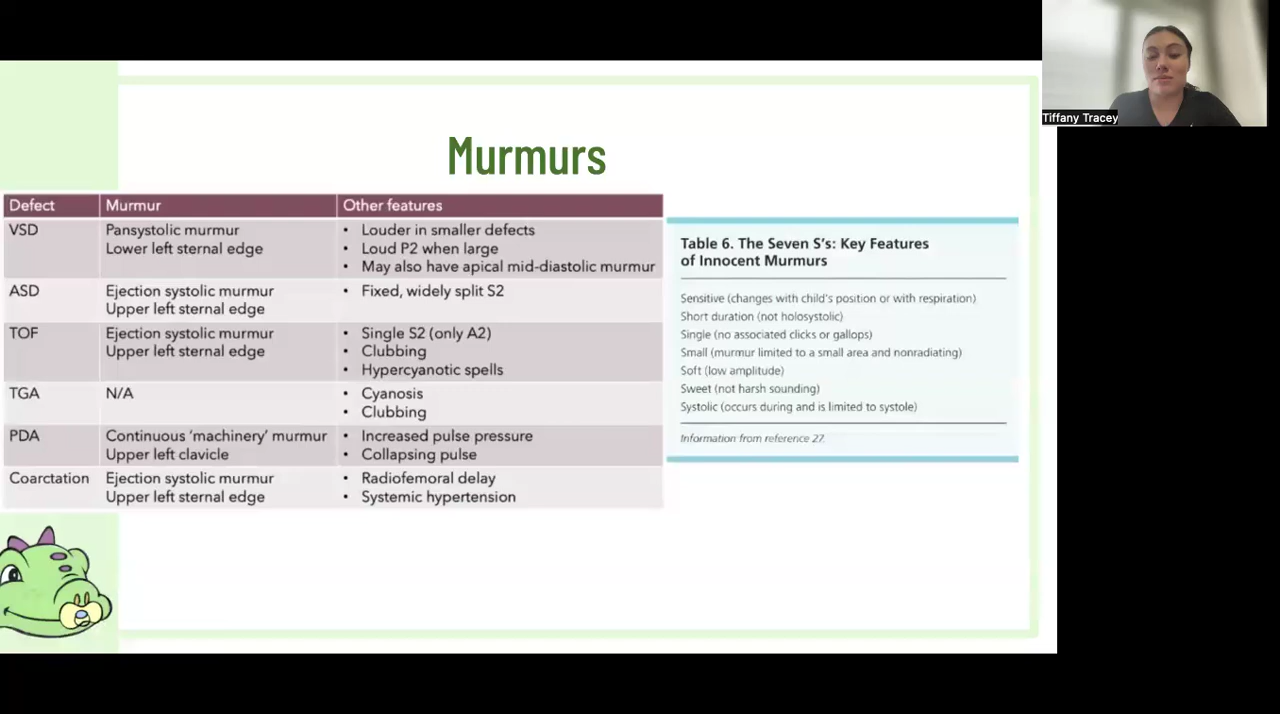 Tiffany Tracey
Murmurs
Defect Murmur Other features
VSD Pansystolic murmur • Louder in smaller defects
Lower left sternal edge • Loud P2 when large
• May also have apical mid-diastolic murmur
ASD Ejection systolic murmur • Fixed, widely split S2
Upper left sternal edge
TOF Ejection systolic murmur • Single S2 (only A2)
Upper left sternal edge • Clubbing
• Hypercyanotic spells
TGA N/A • Cyanosis
• Clubbing
PDA Continuous ‘machinery’ murmur • Increased pulse pressure
Upper left clavicle • Collapsing pulse
Coarctation Ejection systolic murmur • Radiofemoral delay
Upper left sternal edge • Systemic hypertension
Table 6. The Seven S's: Key Features
of Innocent Murmurs
Sensitive (changes with child's position or with respiration)
Short duration (not holosystolic)
Single (no associated clicks or gallops)
Small (murmur limited to a small area and nonradiating)
Soft (low amplitude)
Sweet (not harsh sounding)
Systolic (occurs during and is limited to systole)
Information from reference 27.